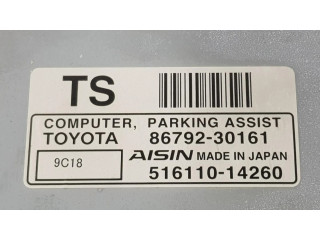 TS
COMPUTER, PARKING ASSIST
TOYOTA 86792-30161
9C18 AISIN MADE IN JAPAN
516110-14260